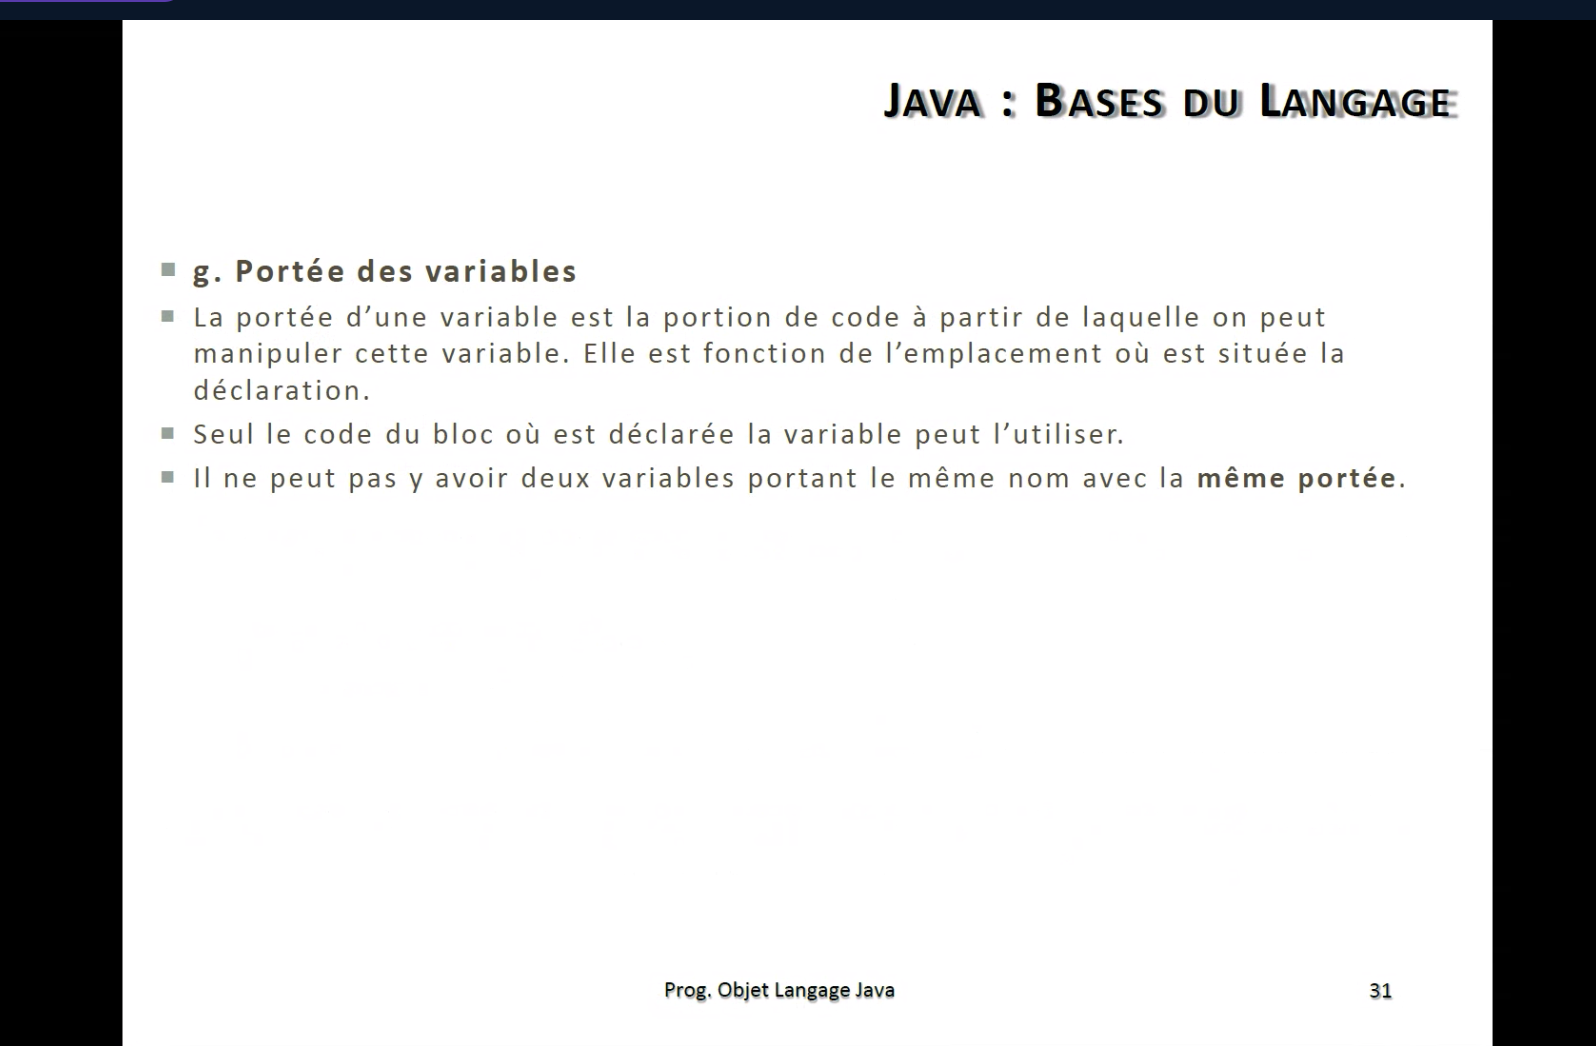 JAVA : BASES DU LANGAGE
g. Portée des variables
La portée d’une variable est la portion de code à partir de laquelle on peut
manipuler cette variable. Elle est fonction de l’emplacement où est située la
déclaration.
Seul le code du bloc où est déclarée la variable peut l’utiliser.
Il ne peut pas y avoir deux variables portant le même nom avec la même portée.
Prog. Objet Langage Java
31